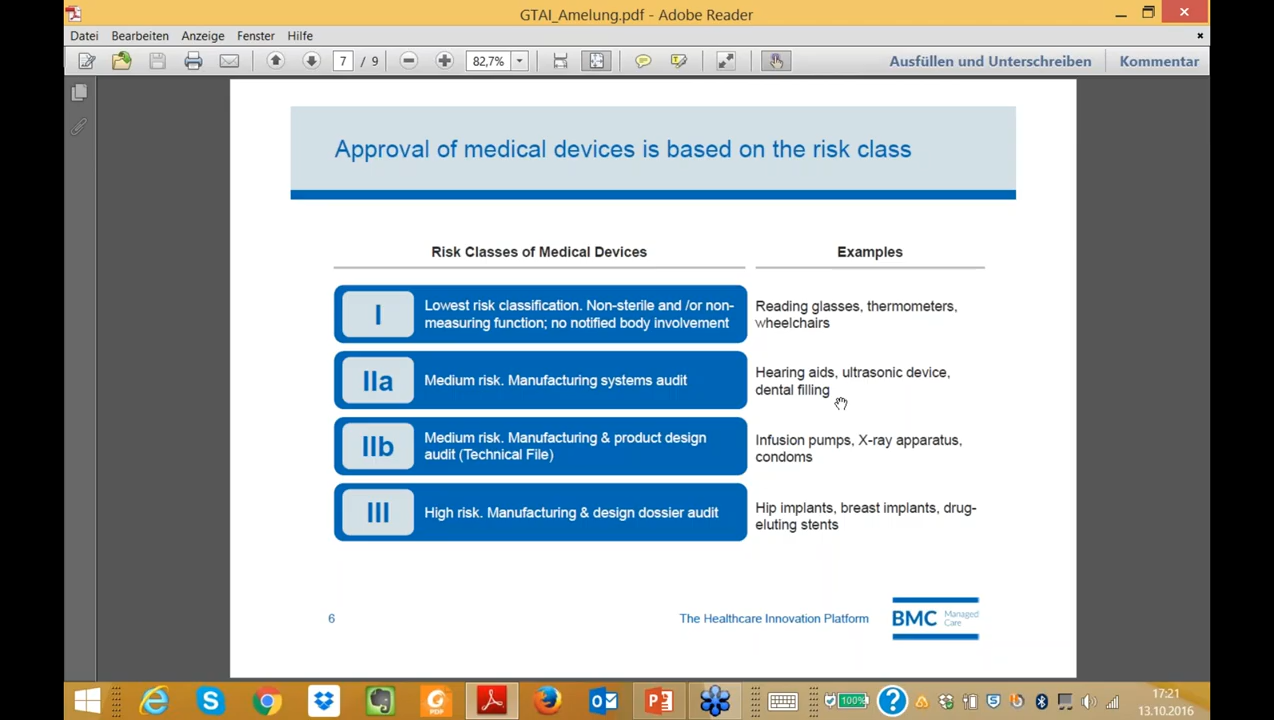 GTAI_Amelung.pdf - Adobe Reader
Datei Bearbeiten Anzeige Fenster Hilfe
7 / 9 82,7% Ausfüllen und Unterschreiben Kommentar
Approval of medical devices is based on the risk class
Risk Classes of Medical Devices Examples
I
Lowest risk classification. Non-sterile and /or non-
measuring function; no notified body involvement
Reading glasses, thermometers,
wheelchairs
IIa
Medium risk. Manufacturing systems audit
Hearing aids, ultrasonic device,
dental filling
IIb
Medium risk. Manufacturing & product design
audit (Technical File)
Infusion pumps, X-ray apparatus,
condoms
III
High risk. Manufacturing & design dossier audit
Hip implants, breast implants, drug-
eluting stents
6
The Healthcare Innovation Platform
BMC Managed
Care
PDF
100%
17:21
13.10.2016